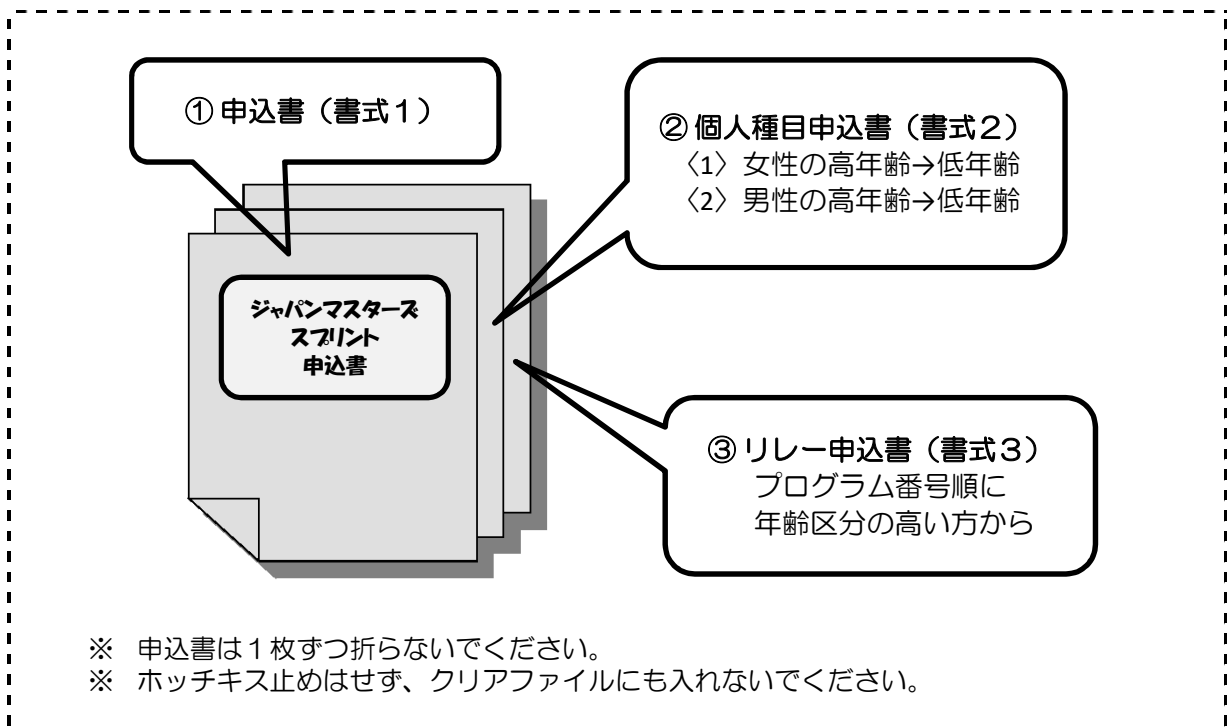 ① 申込書（書式１）
② 個人種目申込書（書式２）
〈1〉女性の高年齢→低年齢
〈2〉男性の高年齢→低年齢
ジャパンマスターズ
スプリント
申込書
③ リレー申込書（書式３）
プログラム番号順に
年齢区分の高い方から
※　申込書は１枚ずつ折らないでください。
※　ホッチキス止めはせず、クリアファイルにも入れないでください。